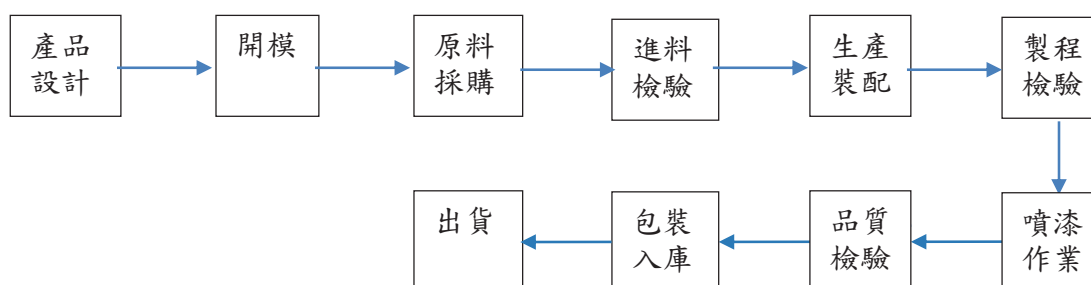 產品
設計
開模
原料
採購
進料
檢驗
生產
裝配
製程
檢驗
噴漆
作業
品質
檢驗
包裝
入庫
出貨